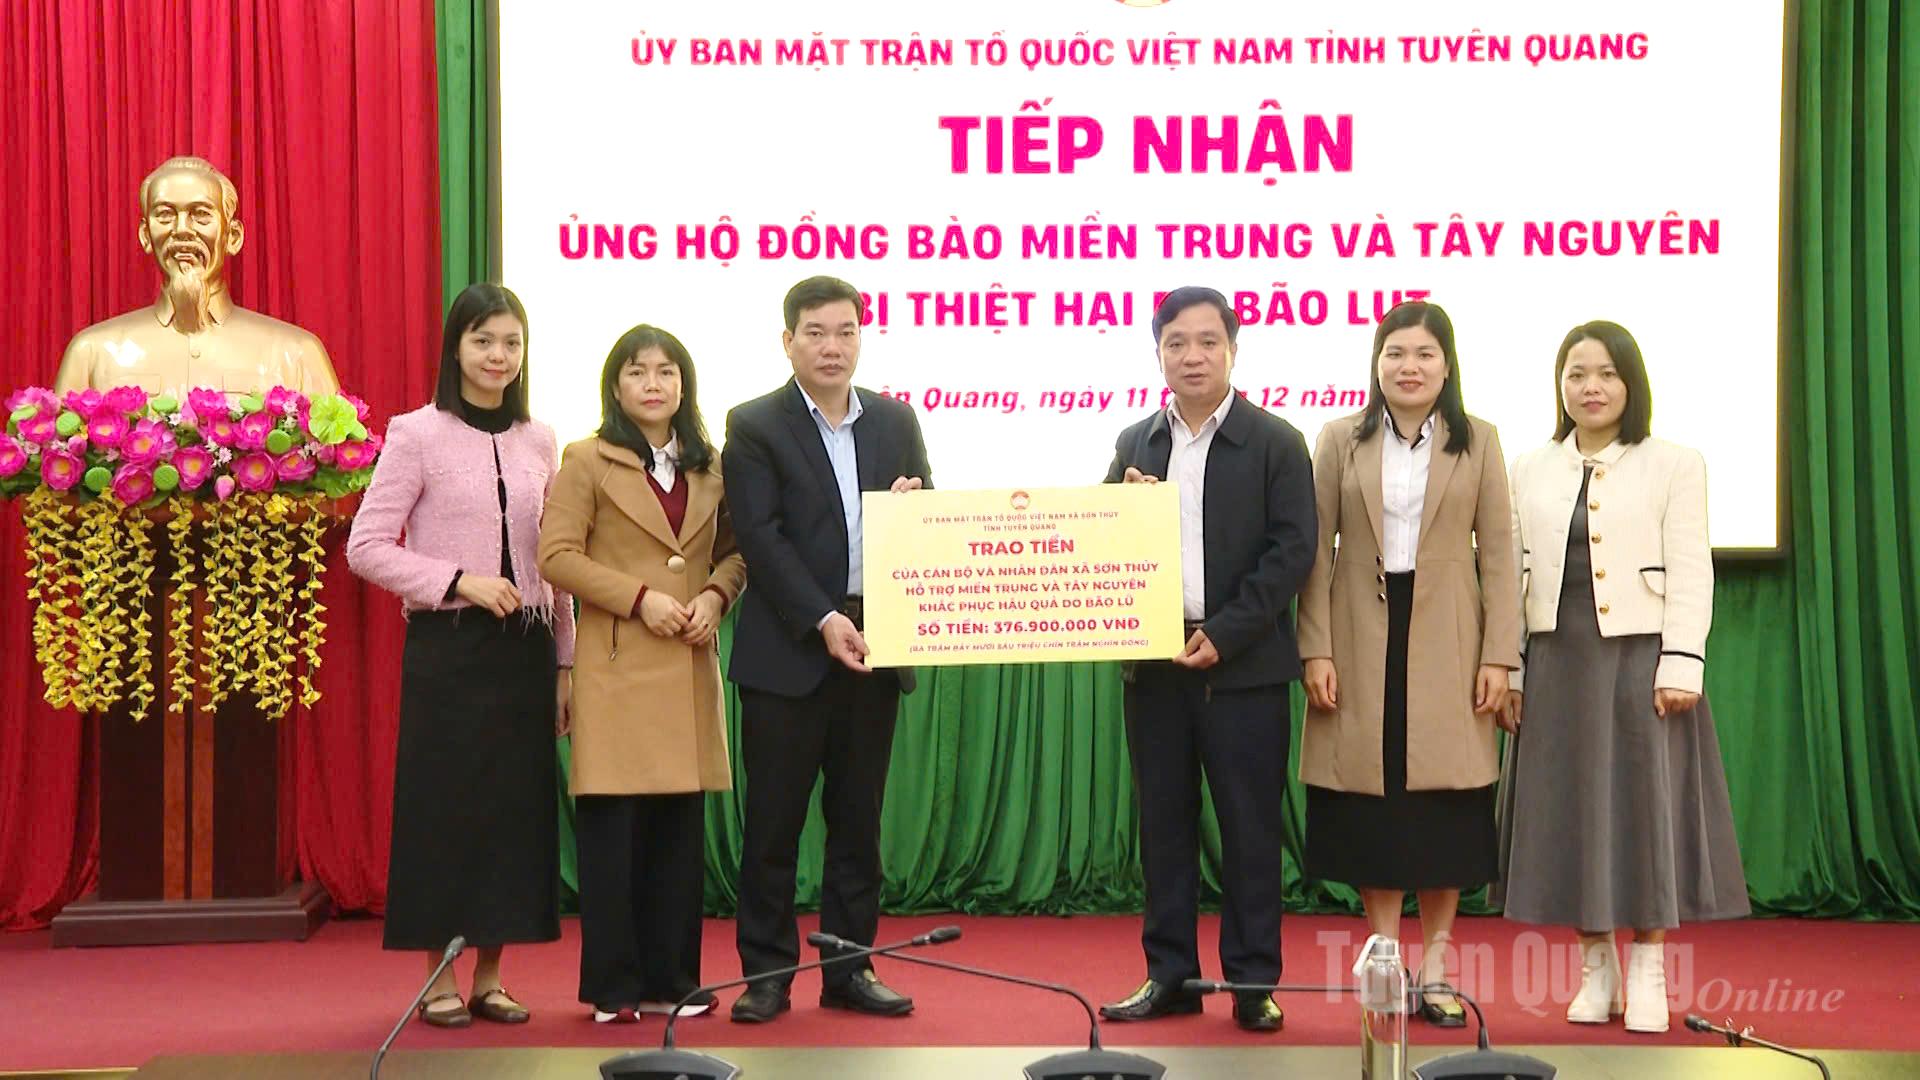 ỦY BAN MẶT TRẬN TỔ QUỐC VIỆT NAM TỈNH TUYÊN QUANG
TIẾP NHẬN
ỦNG HỘ ĐỒNG BÀO MIỀN TRUNG VÀ TÂY NGUYÊN
BỊ THIỆT HẠI BÃO LỤT
Quang, ngày 11 12 năm
ỦY BAN MẶT TRẬN TỔ QUỐC VIỆT NAM XÃ SƠN THỦY
TỈNH TUYÊN QUANG
TRAO TIỀN
CỦA CÁN BỘ VÀ NHÂN DÂN XÃ SƠN THỦY
HỖ TRỢ MIỀN TRUNG VÀ TÂY NGUYÊN
KHẮC PHỤC HẬU QUẢ DO BÃO LŨ
SỐ TIỀN: 376.900.000 VNĐ
(BA TRĂM BẢY MƯƠI SÁU TRIỆU CHÍN TRĂM NGHÌN ĐỒNG)
Tuyên Quang Online